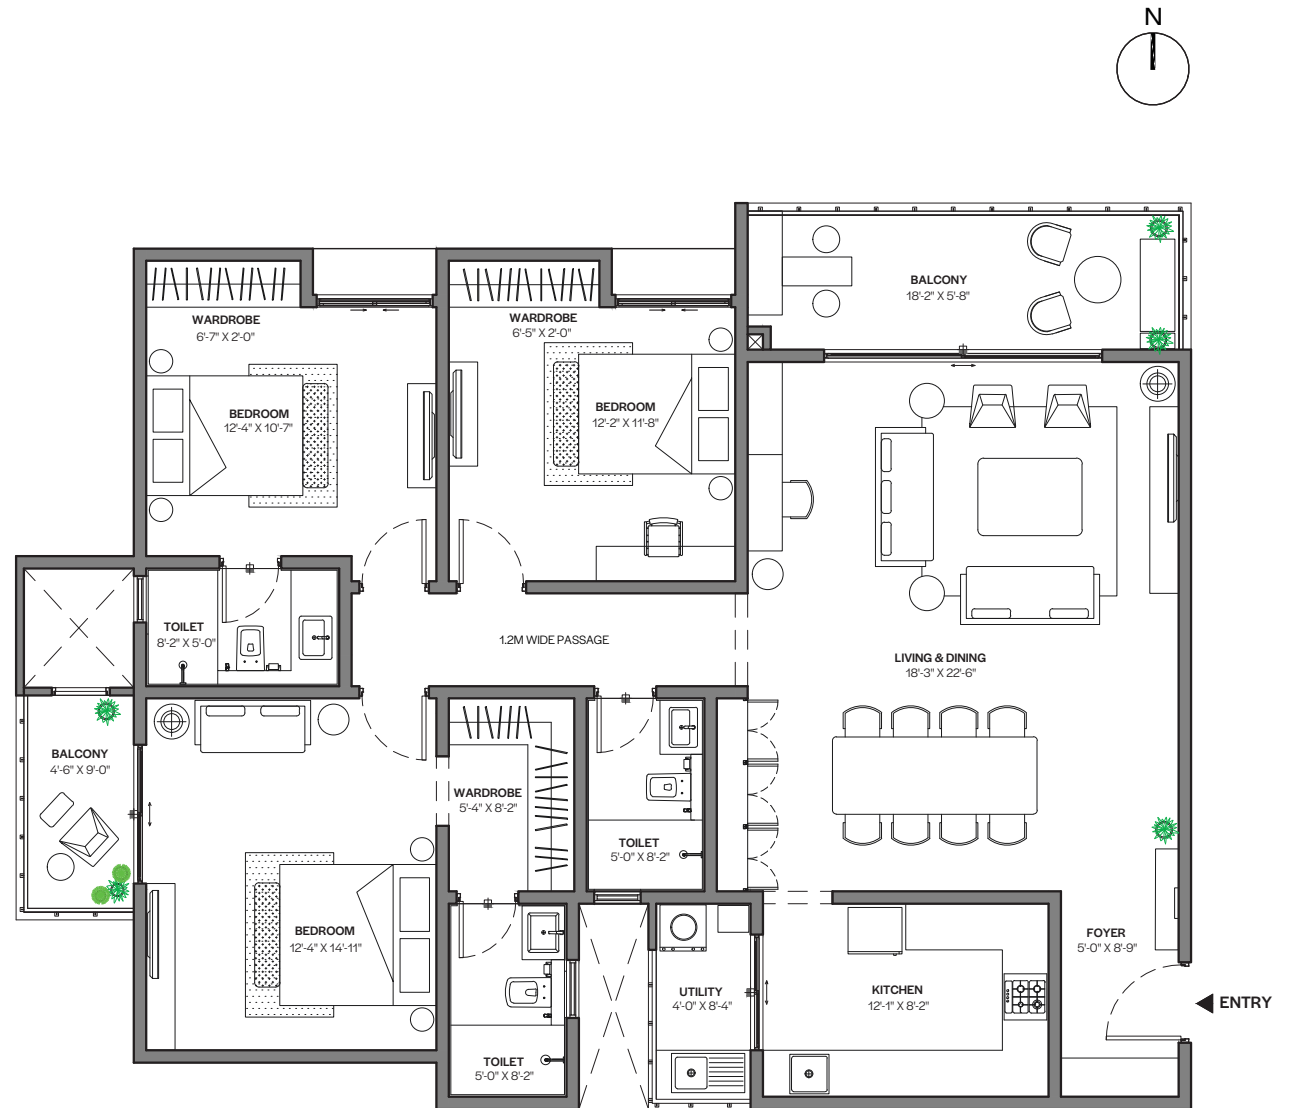 N
BALCONY
18'-2" X 5'-8"
WARDROBE
6'-7" X 2'-0"
WARDROBE
6'-5" X 2'-0"
BEDROOM
12'-4" X 10'-7"
BEDROOM
12'-2" X 11'-8"
TOILET
8'-2" X 5'-0"
1.2M WIDE PASSAGE
LIVING & DINING
18'-3" X 22'-6"
BALCONY
4'-6" X 9'-0"
WARDROBE
5'-4" X 8'-2"
TOILET
5'-0" X 8'-2"
BEDROOM
12'-4" X 14'-11"
FOYER
5'-0" X 8'-9"
UTILITY
4'-0" X 8'-4"
KITCHEN
12'-1" X 8'-2"
ENTRY
TOILET
5'-0" X 8'-2"